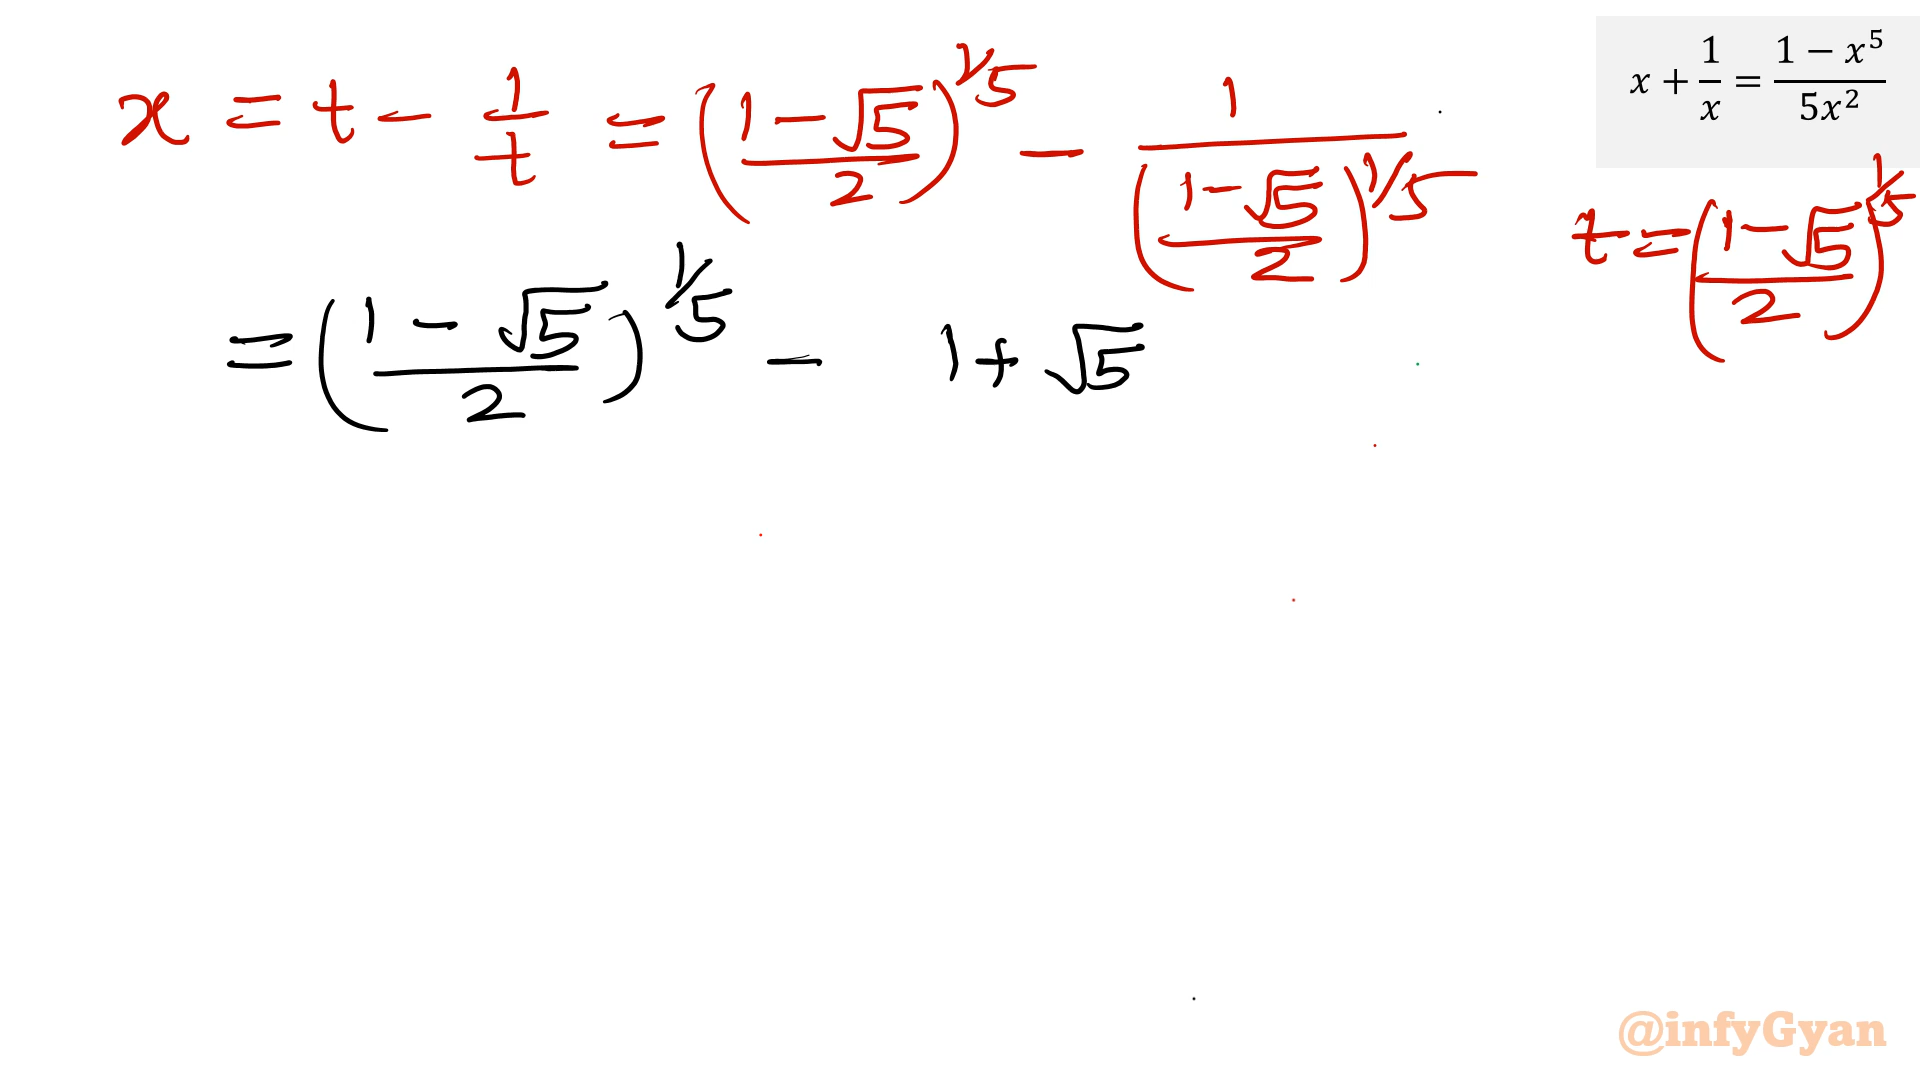 x = t - 1/t = ((1-√5)/2)^(1/5) - 1/((1-√5)/2)^(1/5)
x + 1/x = (1 - x^5)/(5x^2)
t = ((1-√5)/2)^(1/5)
= ((1 - √5)/2)^(1/5) - 1 + √5
@infyGyan